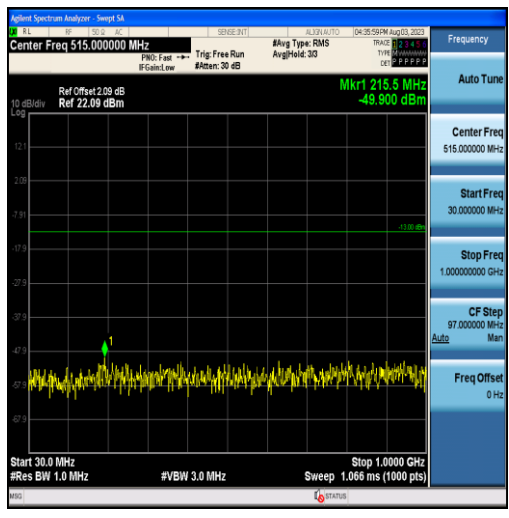 Agilent Spectrum Analyzer - Swept SA
RL RF 50 Ω AC SENSE:INT ALIGN AUTO 04:35:59PM Aug 03, 2023
Center Freq 515.000000 MHz
PNO: Fast
IFGain:Low
Trig: Free Run
#Atten: 30 dB
#Avg Type: RMS
Avg|Hold: 3/3
TRACE 1 2 3 4 5 6
TYPE
DET P P P P P P
Mkr1 215.5 MHz
-49.900 dBm
Ref Offset 2.09 dB
Ref 22.09 dBm
10 dB/div
Log
12.1
2.09
-7.91
-13.00 dBm
-17.9
-27.9
-37.9
1
-47.9
-57.9
-67.9
Start 30.0 MHz
Stop 1.0000 GHz
#Res BW 1.0 MHz
#VBW 3.0 MHz
Sweep 1.066 ms (1000 pts)
MSG
STATUS
Frequency
Auto Tune
Center Freq
515.000000 MHz
Start Freq
30.000000 MHz
Stop Freq
1.000000000 GHz
CF Step
97.000000 MHz
Auto Man
Freq Offset
0 Hz